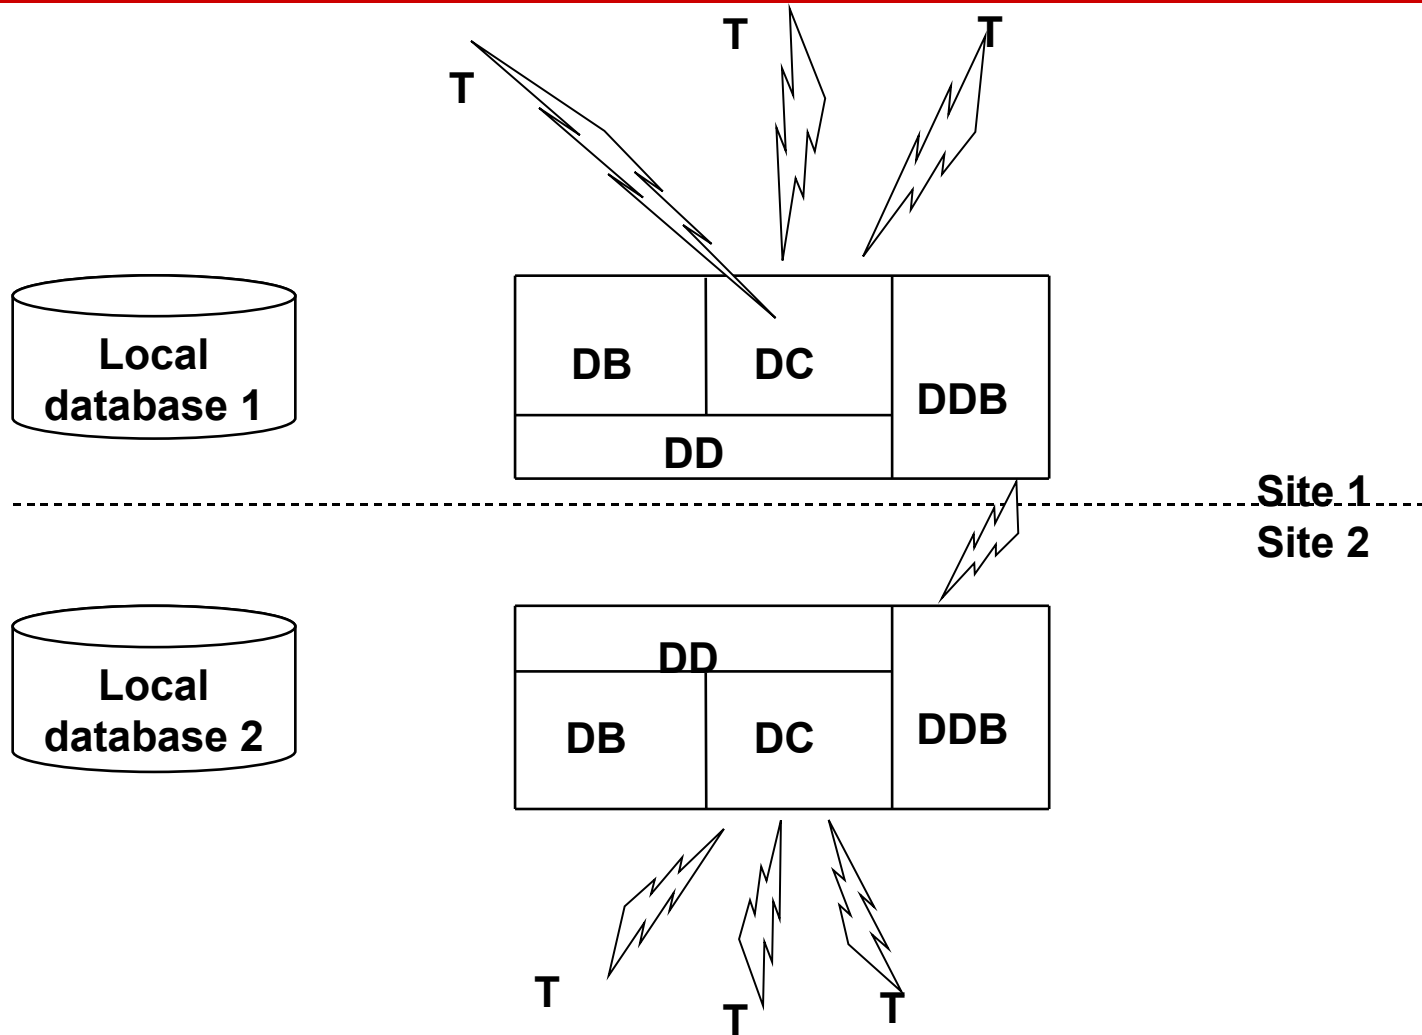 T
T
T
Local
database 1
DB
DC
DDB
DD
Site 1
Site 2
DD
Local
database 2
DB
DC
DDB
T
T
T